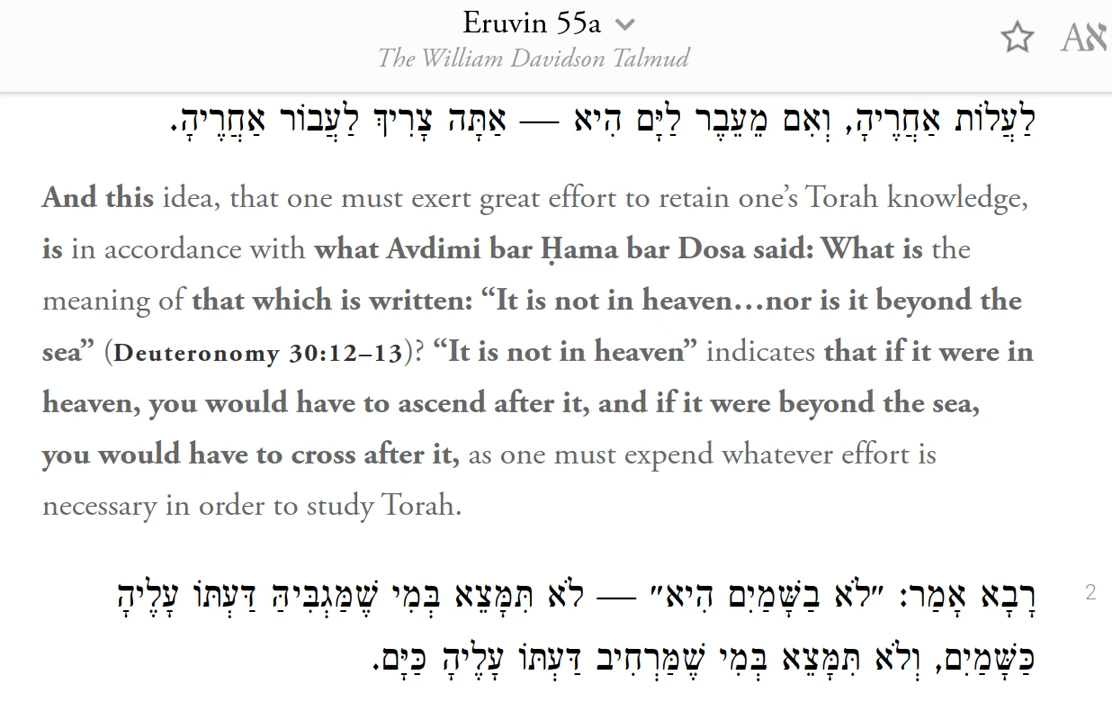 Eruvin 55a
The William Davidson Talmud
Aא
לַעֲלוֹת אַחֲרֶיהָ, וְאִם מֵעֵבֶר לַיָּם הִיא — אַתָּה צָרִיךְ לַעֲבוֹר אַחֲרֶיהָ.
And this idea, that one must exert great effort to retain one’s Torah knowledge,
is in accordance with what Avdimi bar Ḥama bar Dosa said: What is the
meaning of that which is written: “It is not in heaven…nor is it beyond the
sea” (Deuteronomy 30:12–13)? “It is not in heaven” indicates that if it were in
heaven, you would have to ascend after it, and if it were beyond the sea,
you would have to cross after it, as one must expend whatever effort is
necessary in order to study Torah.
רָבָא אָמַר: ״לֹא בַשָּׁמַיִם הִיא״ — לֹא תִּמָּצֵא בְּמִי שֶׁמַּגְבִּיהַּ דַּעְתּוֹ עָלֶיהָ
2
כַּשָּׁמַיִם, וְלֹא תִּמָּצֵא בְּמִי שֶׁמַּרְחִיב דַּעְתּוֹ עָלֶיהָ כַּיָּם.